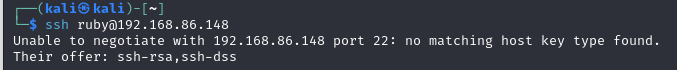 ┌──(kali㉿kali)-[~]
└─$ ssh ruby@192.168.86.148
Unable to negotiate with 192.168.86.148 port 22: no matching host key type found.
Their offer: ssh-rsa,ssh-dss